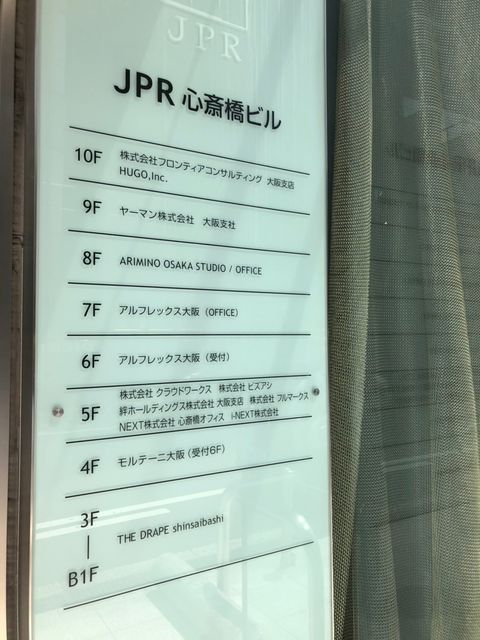 JPR
JPR 心斎橋ビル
10F 株式会社フロンティアコンサルティング 大阪支店
HUGO,Inc.
9F ヤーマン株式会社 大阪支社
8F ARIMINO OSAKA STUDIO / OFFICE
7F アルフレックス大阪（OFFICE）
6F アルフレックス大阪（受付）
5F 株式会社 クラウドワークス 株式会社 ビズアシ
絆ホールディングス株式会社 大阪支店 株式会社 フルマークス
NEXT株式会社 心斎橋オフィス i-NEXT株式会社
4F モルテーニ大阪（受付6F）
3F
| THE DRAPE shinsaibashi
B1F